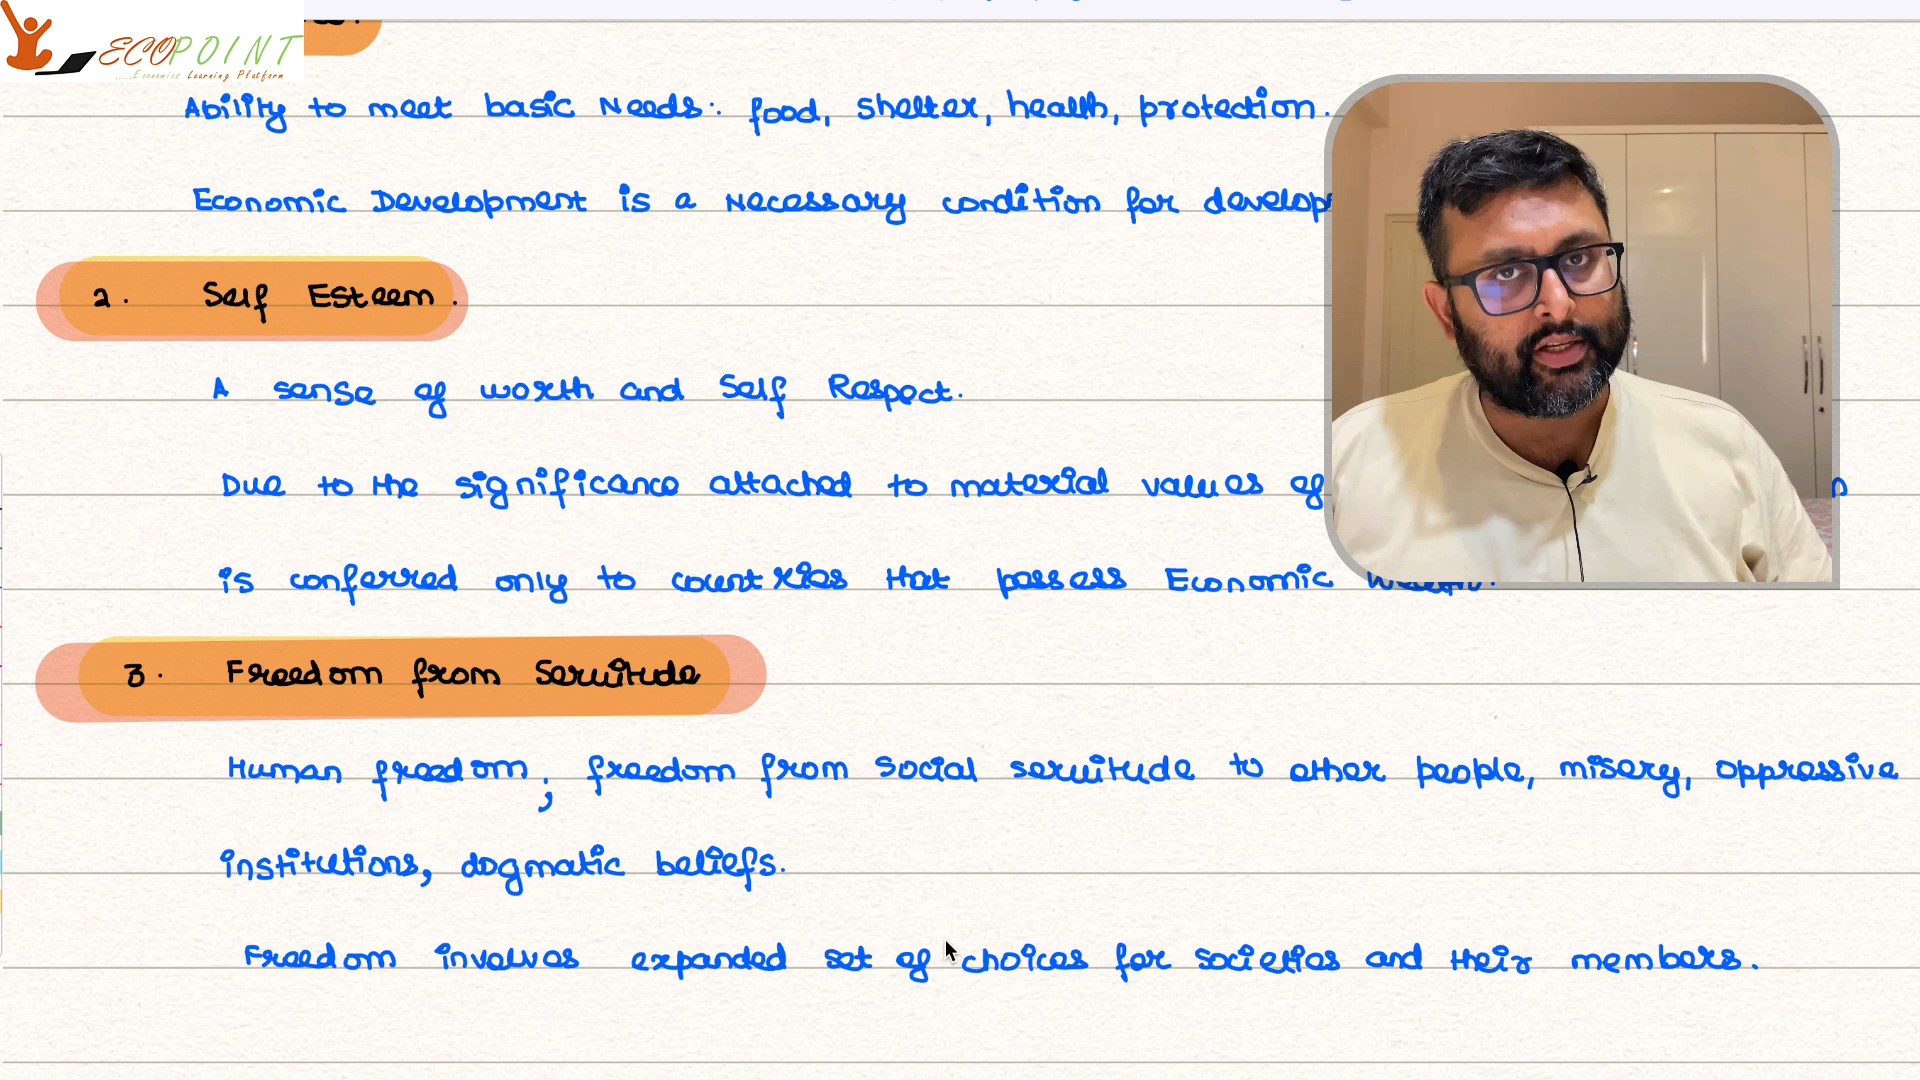 ECOPOINT
.....Economics Learning Platform
Ability to meet basic Needs: food, shelter, health, protection.
Economic Development is a Necessary condition for develop
2. Self Esteem.
A sense of worth and Self Respect.
Due to the significance attached to material values of
is conferred only to countries that possess Economic
3. Freedom from Servitude
Human freedom; freedom from social servitude to other people, misery, oppressive
institutions, dogmatic beliefs.
Freedom involves expanded set of choices for societies and their members.